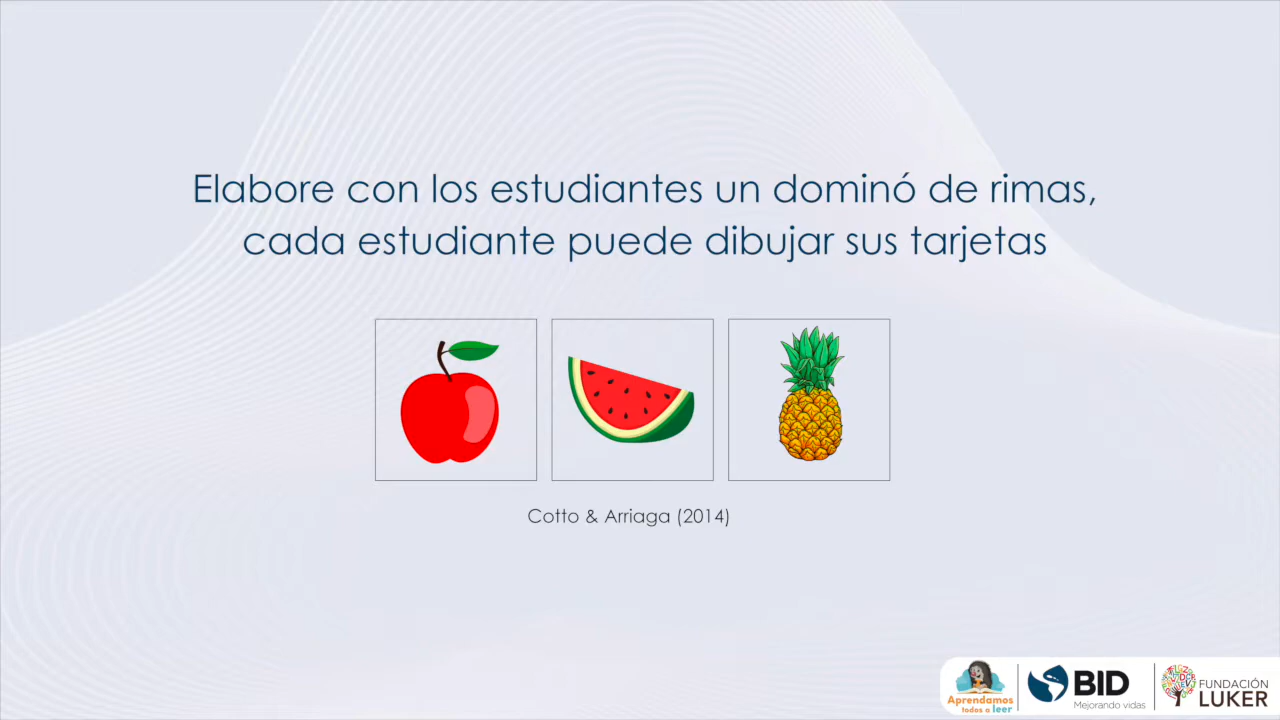 Elabore con los estudiantes un dominó de rimas,
cada estudiante puede dibujar sus tarjetas
Cotto & Arriaga (2014)
Aprendamos
todos a leer
BID
Mejorando vidas
FUNDACIÓN
LUKER